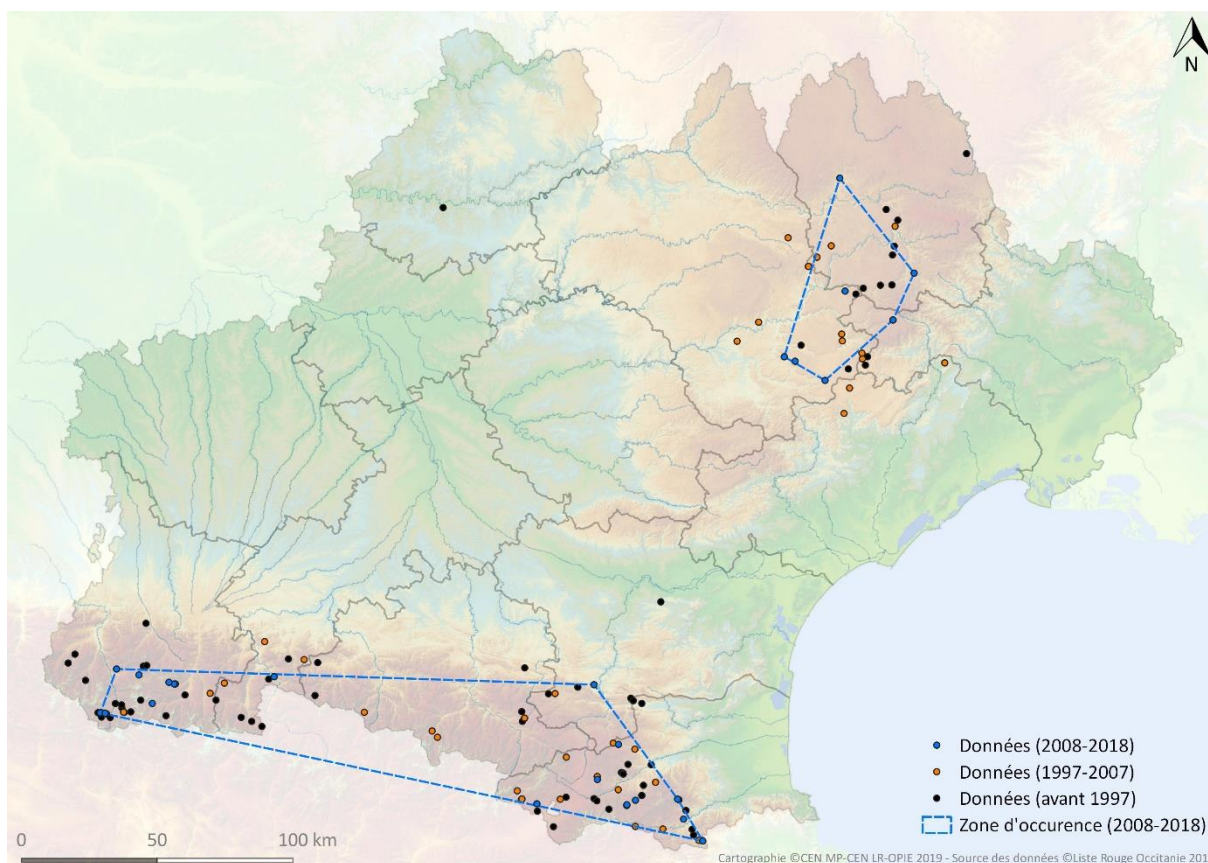 N
Données (2008-2018)
Données (1997-2007)
Données (avant 1997)
Zone d'occurence (2008-2018)
0 50 100 km
Cartographie ©CEN MP-CEN LR-OPIE 2019 - Source des données ©Liste Rouge Occitanie 201